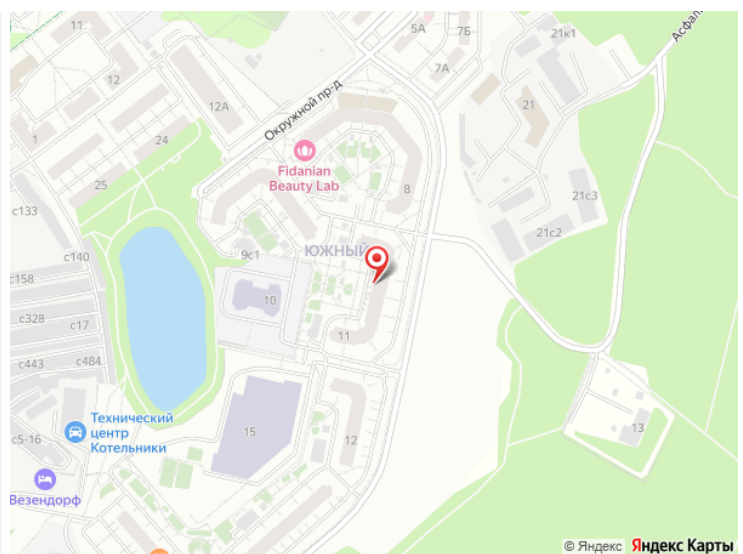 11
5А
7Б
21к1
Асфал
12
7А
12А
21
Окружной пр-д
1
24
Fidanian
Beauty Lab
25
8
21с3
с133
21с2
ЮЖНЫЙ
9с1
с140
с158
10
с328
с17
11
с443
с484
Технический
центр
Котельники
15
13
с5-16
12
Везендорф
© Яндекс Яндекс Карты